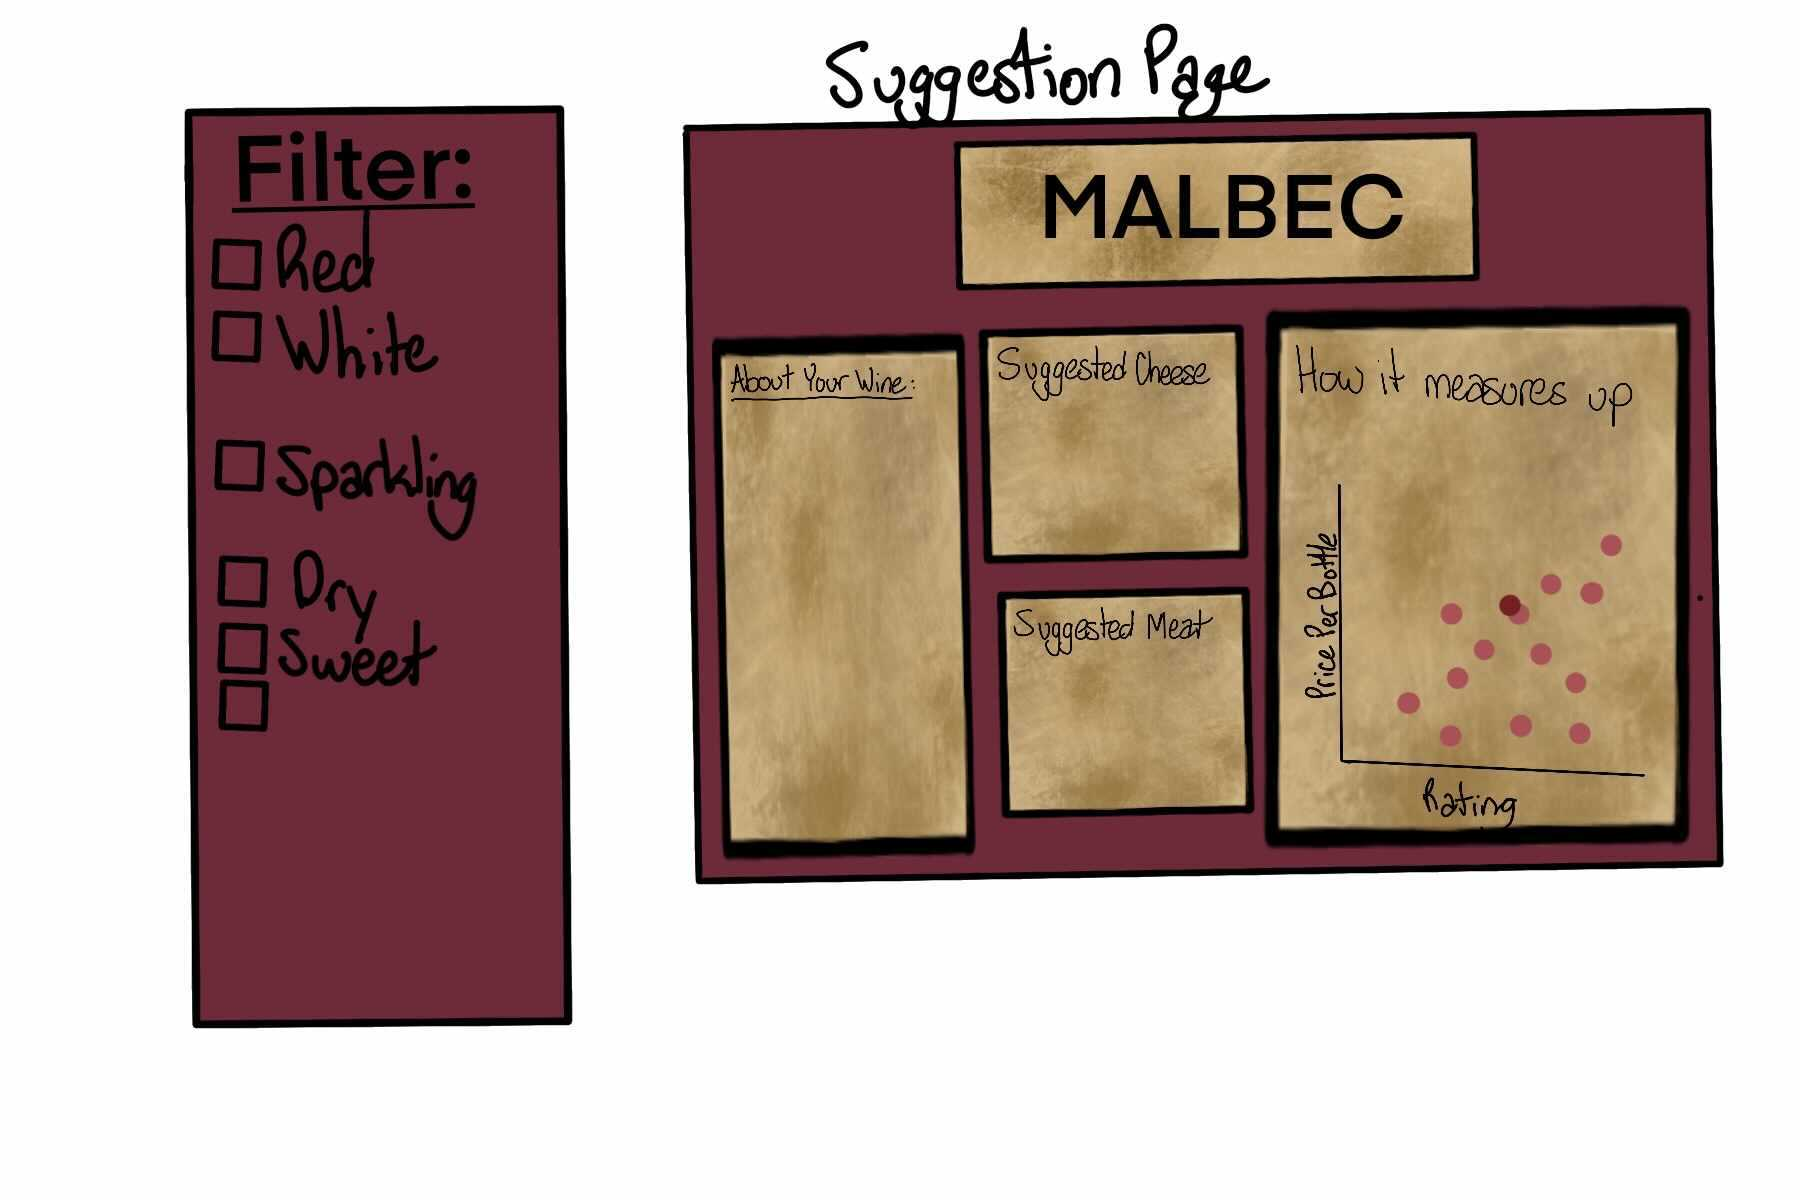 Suggestion Page
Filter:
Red
White
Sparkling
Dry
Sweet
MALBEC
About Your Wine:
Suggested Cheese
Suggested Meat
How it measures up
Price Per Bottle
Rating